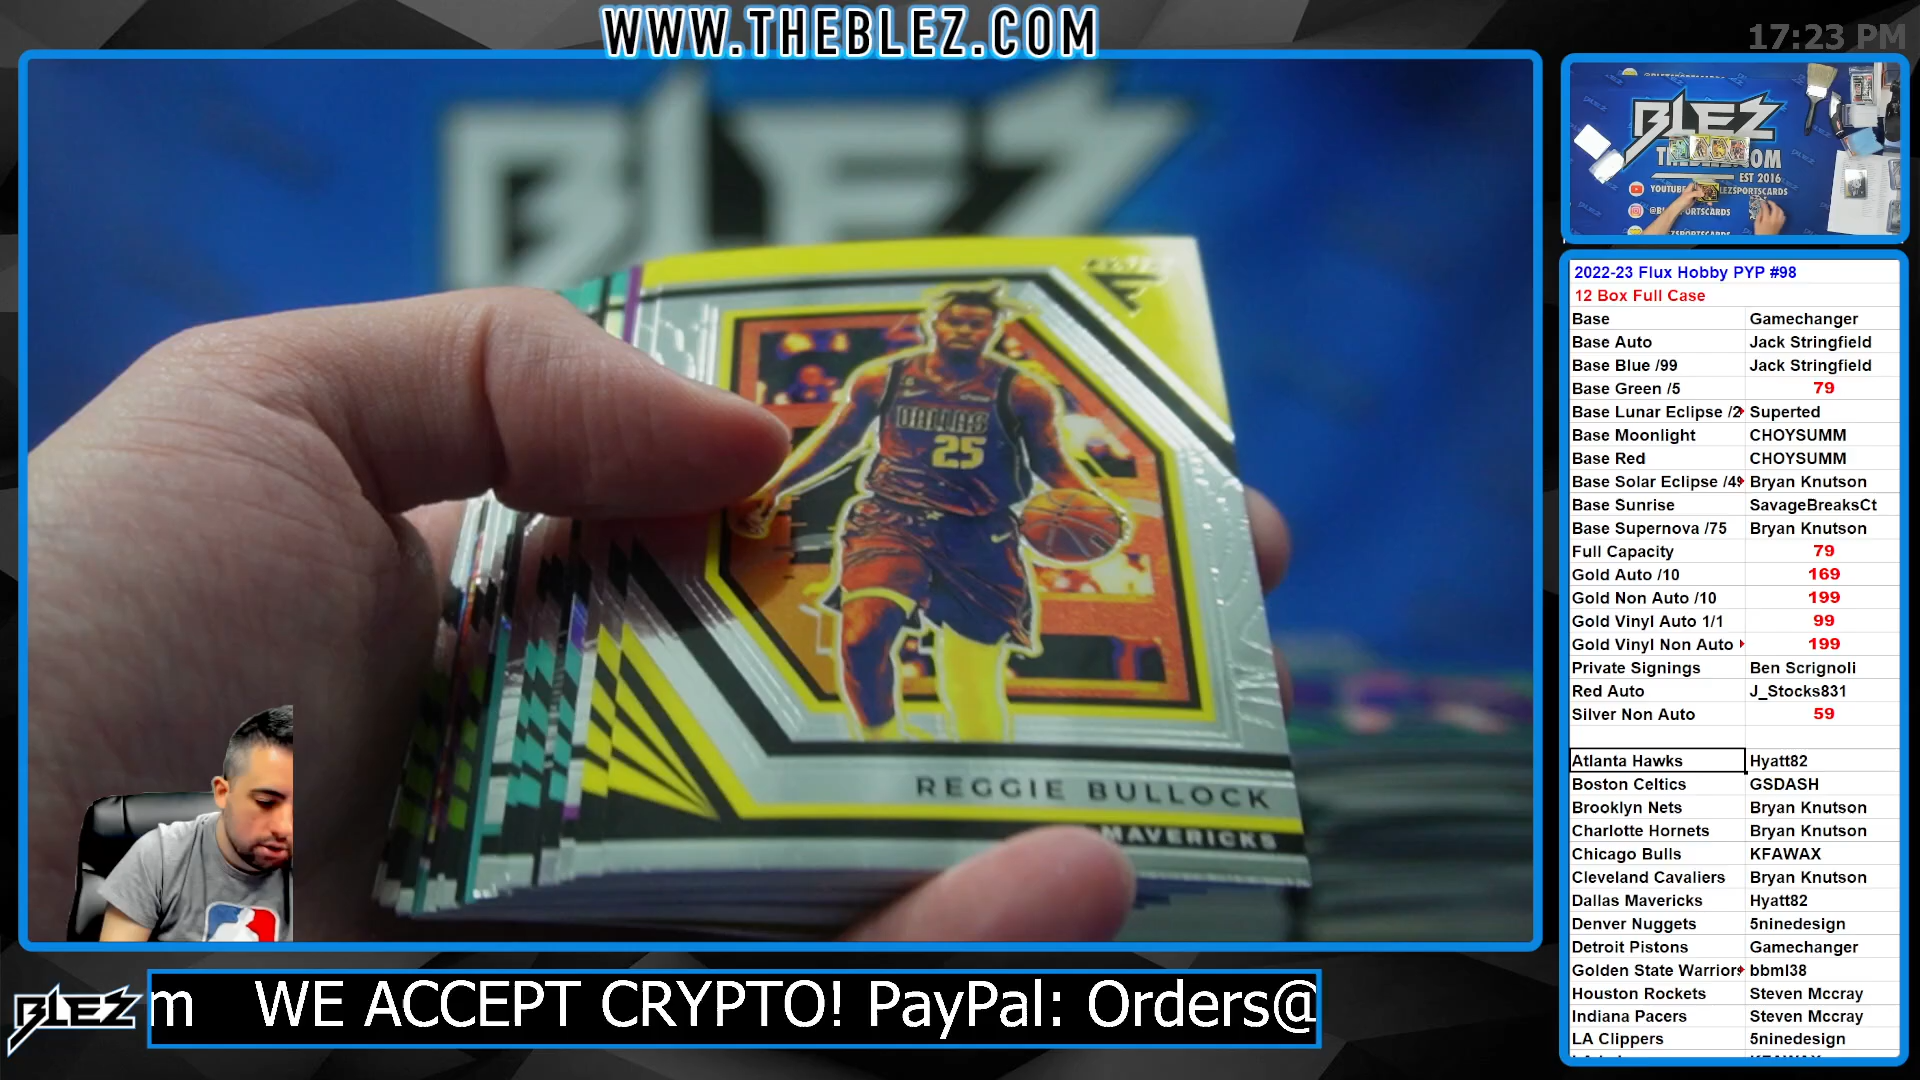 WWW.THEBLEZ.COM
17:23 PM
BLEZ
DALLAS
25
REGGIE BULLOCK
MAVERICKS
BLEZ
EST 2016
2022-23 Flux Hobby PYP #98
12 Box Full Case
Base Gamechanger
Base Auto Jack Stringfield
Base Blue /99 Jack Stringfield
Base Green /5 79
Base Lunar Eclipse /2 Superted
Base Moonlight CHOYSUMM
Base Red CHOYSUMM
Base Solar Eclipse /49 Bryan Knutson
Base Sunrise SavageBreaksCt
Base Supernova /75 Bryan Knutson
Full Capacity 79
Gold Auto /10 169
Gold Non Auto /10 199
Gold Vinyl Auto 1/1 99
Gold Vinyl Non Auto 199
Private Signings Ben Scrignoli
Red Auto J_Stocks831
Silver Non Auto 59
Atlanta Hawks Hyatt82
Boston Celtics GSDASH
Brooklyn Nets Bryan Knutson
Charlotte Hornets Bryan Knutson
Chicago Bulls KFAWAX
Cleveland Cavaliers Bryan Knutson
Dallas Mavericks Hyatt82
Denver Nuggets 5ninedesign
Detroit Pistons Gamechanger
Golden State Warriors bbml38
Houston Rockets Steven Mccray
Indiana Pacers Steven Mccray
LA Clippers 5ninedesign
BLEZ
m WE ACCEPT CRYPTO! PayPal: Orders@